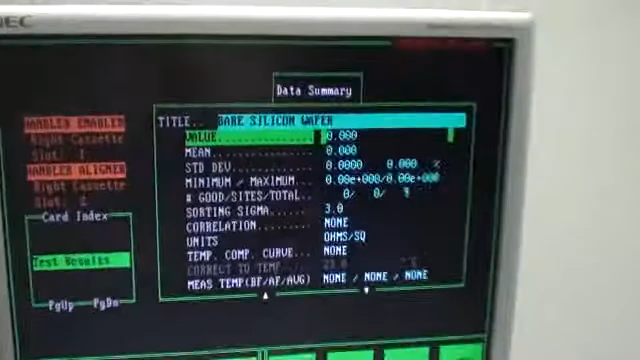 NEC
Data Summary
HANDLER ENABLED
Right Cassette
Slot: 1
HANDLER ALIGNED
Right Cassette
Slot: 2
Card Index
Test Results
PgUp PgDn
TITLE.. BARE SILICON WAFER
VALUE................ 0.000
MEAN................ 0.000
STD DEV............. 0.0000 0.000 %
MINIMUM / MAXIMUM... 0.00e+000/0.00e+000
# GOOD/SITES/TOTAL.. 0/ 0/
SORTING SIGMA....... 3.0
CORRELATION......... NONE
UNITS OHMS/SQ
TEMP. COMP. CURVE... NONE
CORRECT TO TEMP
MEAS TEMP(BF/AF/AVG) NONE / NONE / NONE